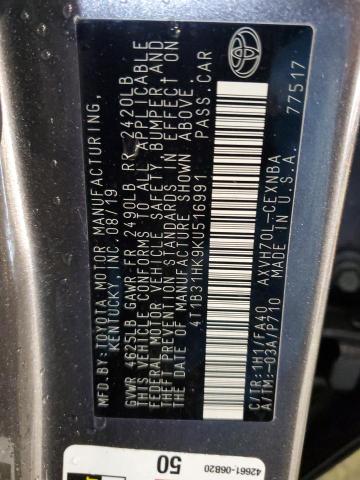 MFD.BY:TOYOTA MOTOR MANUFACTURING
KENTUCKY, INC. 08/19
GVWR 4625LB GAWR FR 2490LB RR 2420LB
THIS VEHICLE CONFORMS TO ALL APPLICABLE
FEDERAL MOTOR VEHICLE SAFETY, BUMPER AND
THEFT PREVENTION STANDARDS IN EFFECT ON
THE DATE OF MANUFACTURE SHOWN ABOVE.
4T1B31HK9KU516991 PASS.CAR
C/TR:1H1/FA40 AXVH70L-CEXNBA
A/TM:-03A/P710 U.S.A. 77517
42661-06820
50